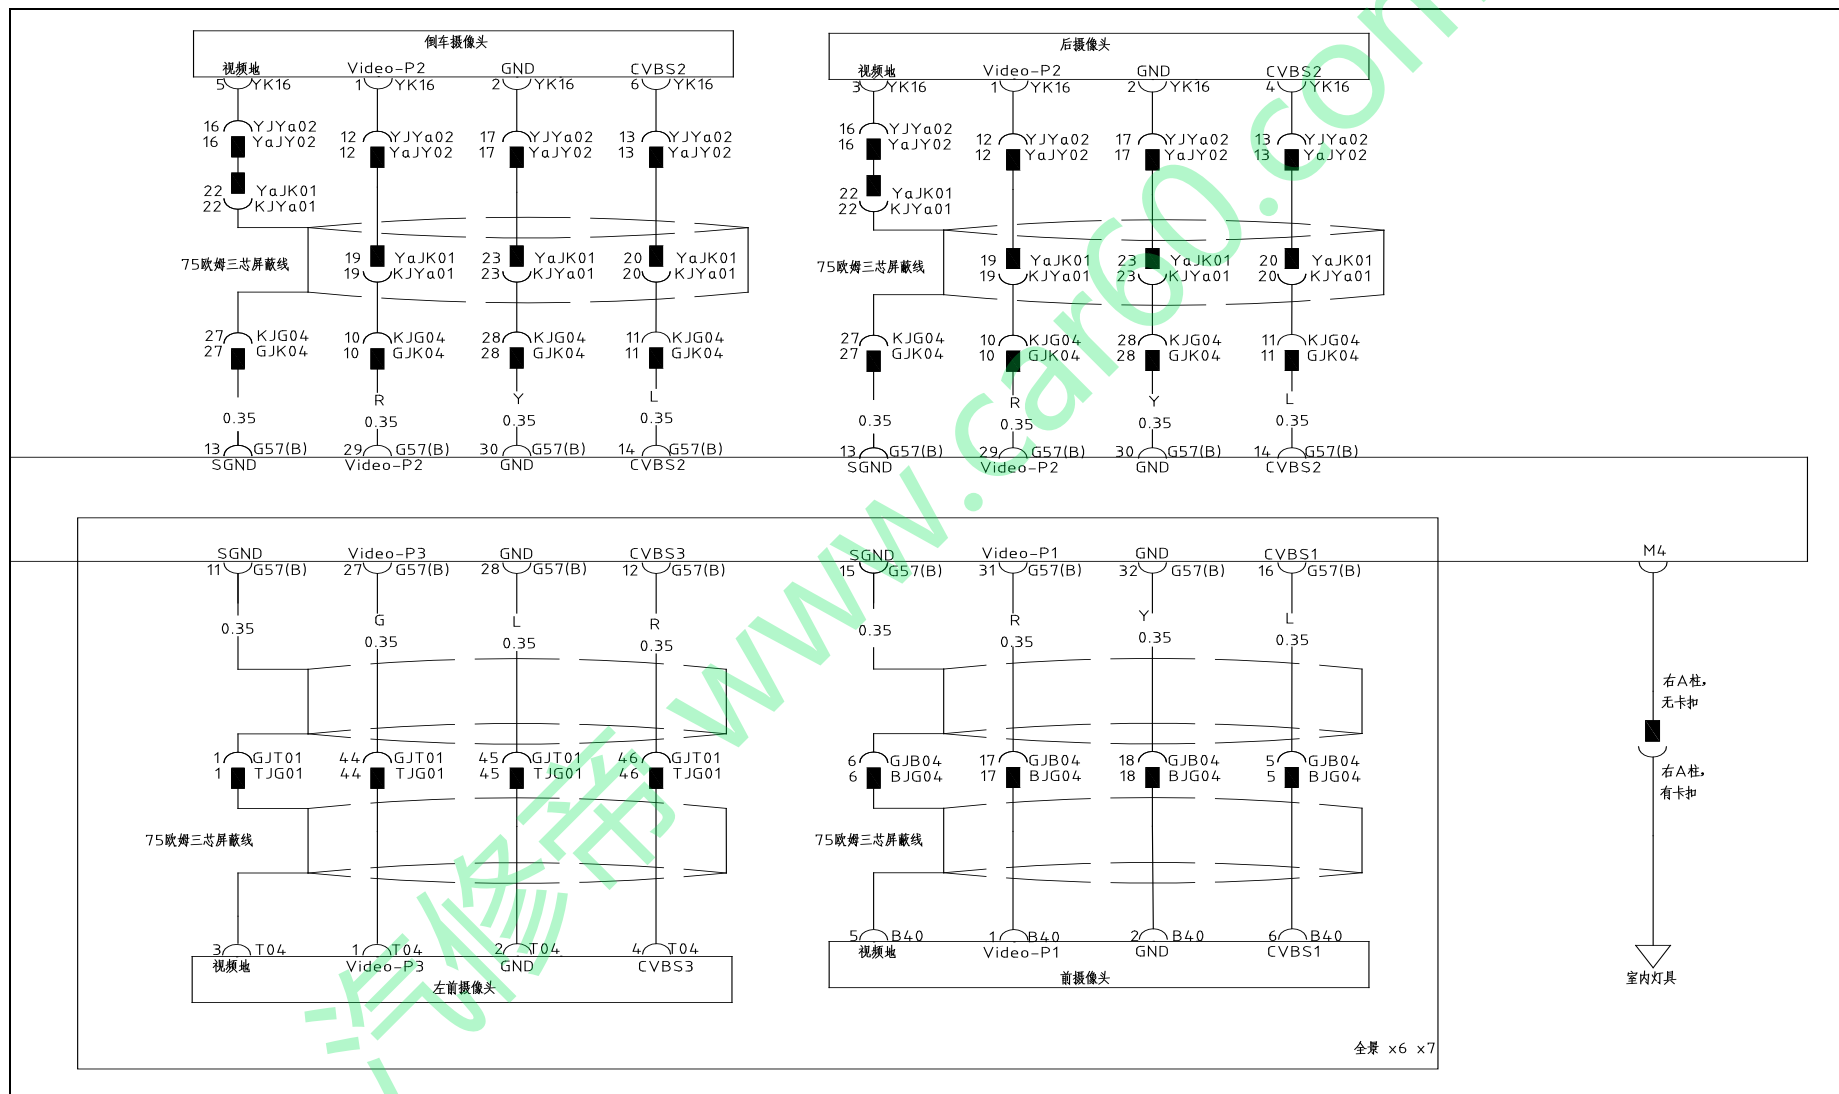 倒车摄像头
视频地 Video-P2 GND CVBS2
5 YK16 1 YK16 2 YK16 6 YK16
16 YJYa02 12 YJYa02 17 YJYa02 13 YJYa02
16 YaJY02 12 YaJY02 17 YaJY02 13 YaJY02
22 YaJK01
22 KJYa01
75欧姆三芯屏蔽线
19 YaJK01 23 YaJK01 20 YaJK01
19 KJYa01 23 KJYa01 20 KJYa01
27 KJG04 10 KJG04 28 KJG04 11 KJG04
27 GJK04 10 GJK04 28 GJK04 11 GJK04
R Y L
0.35 0.35 0.35 0.35
13 G57(B) 29 G57(B) 30 G57(B) 14 G57(B)
SGND Video-P2 GND CVBS2
后摄像头
视频地 Video-P2 GND CVBS2
3 YK16 1 YK16 2 YK16 4 YK16
16 YJYa02 12 YJYa02 17 YJYa02 13 YJYa02
16 YaJY02 12 YaJY02 17 YaJY02 13 YaJY02
22 YaJK01
22 KJYa01
75欧姆三芯屏蔽线
19 YaJK01 23 YaJK01 20 YaJK01
19 KJYa01 23 KJYa01 20 KJYa01
27 KJG04 10 KJG04 28 KJG04 11 KJG04
27 GJK04 10 GJK04 28 GJK04 11 GJK04
R Y L
0.35 0.35 0.35 0.35
13 G57(B) 29 G57(B) 30 G57(B) 14 G57(B)
SGND Video-P2 GND CVBS2
SGND Video-P3 GND CVBS3
11 G57(B) 27 G57(B) 28 G57(B) 12 G57(B)
G L R
0.35 0.35 0.35 0.35
1 GJT01 44 GJT01 45 GJT01 46 GJT01
1 TJG01 44 TJG01 45 TJG01 46 TJG01
75欧姆三芯屏蔽线
3 T04 1 T04 2 T04 4 T04
视频地 Video-P3 GND CVBS3
左前摄像头
SGND Video-P1 GND CVBS1
15 G57(B) 31 G57(B) 32 G57(B) 16 G57(B)
R Y L
0.35 0.35 0.35 0.35
6 GJB04 17 GJB04 18 GJB04 5 GJB04
6 BJG04 17 BJG04 18 BJG04 5 BJG04
75欧姆三芯屏蔽线
5 B40 1 B40 2 B40 6 B40
视频地 Video-P1 GND CVBS1
前摄像头
全景 x6 x7
M4
右A柱，
无卡扣
右A柱，
有卡扣
室内灯具
汽修帝 www.car60.com